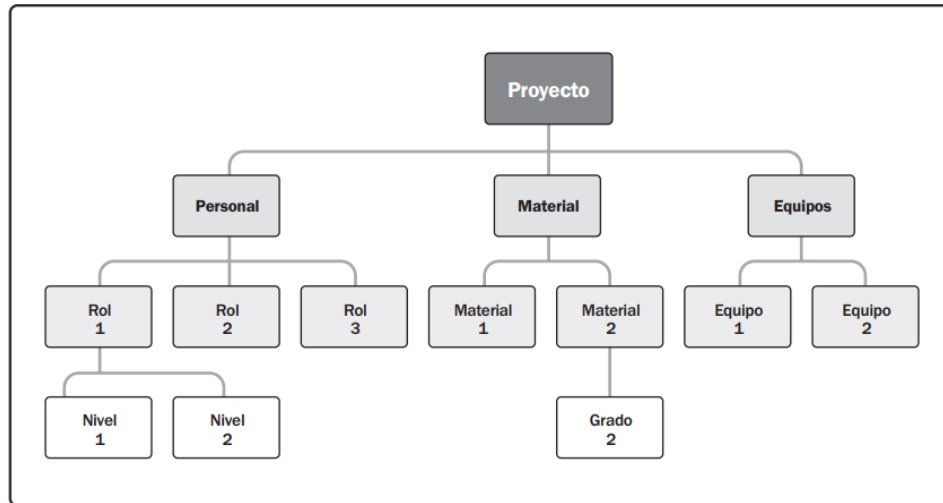 Proyecto
Personal
Material
Equipos
Rol
1
Rol
2
Rol
3
Material
1
Material
2
Equipo
1
Equipo
2
Nivel
1
Nivel
2
Grado
2